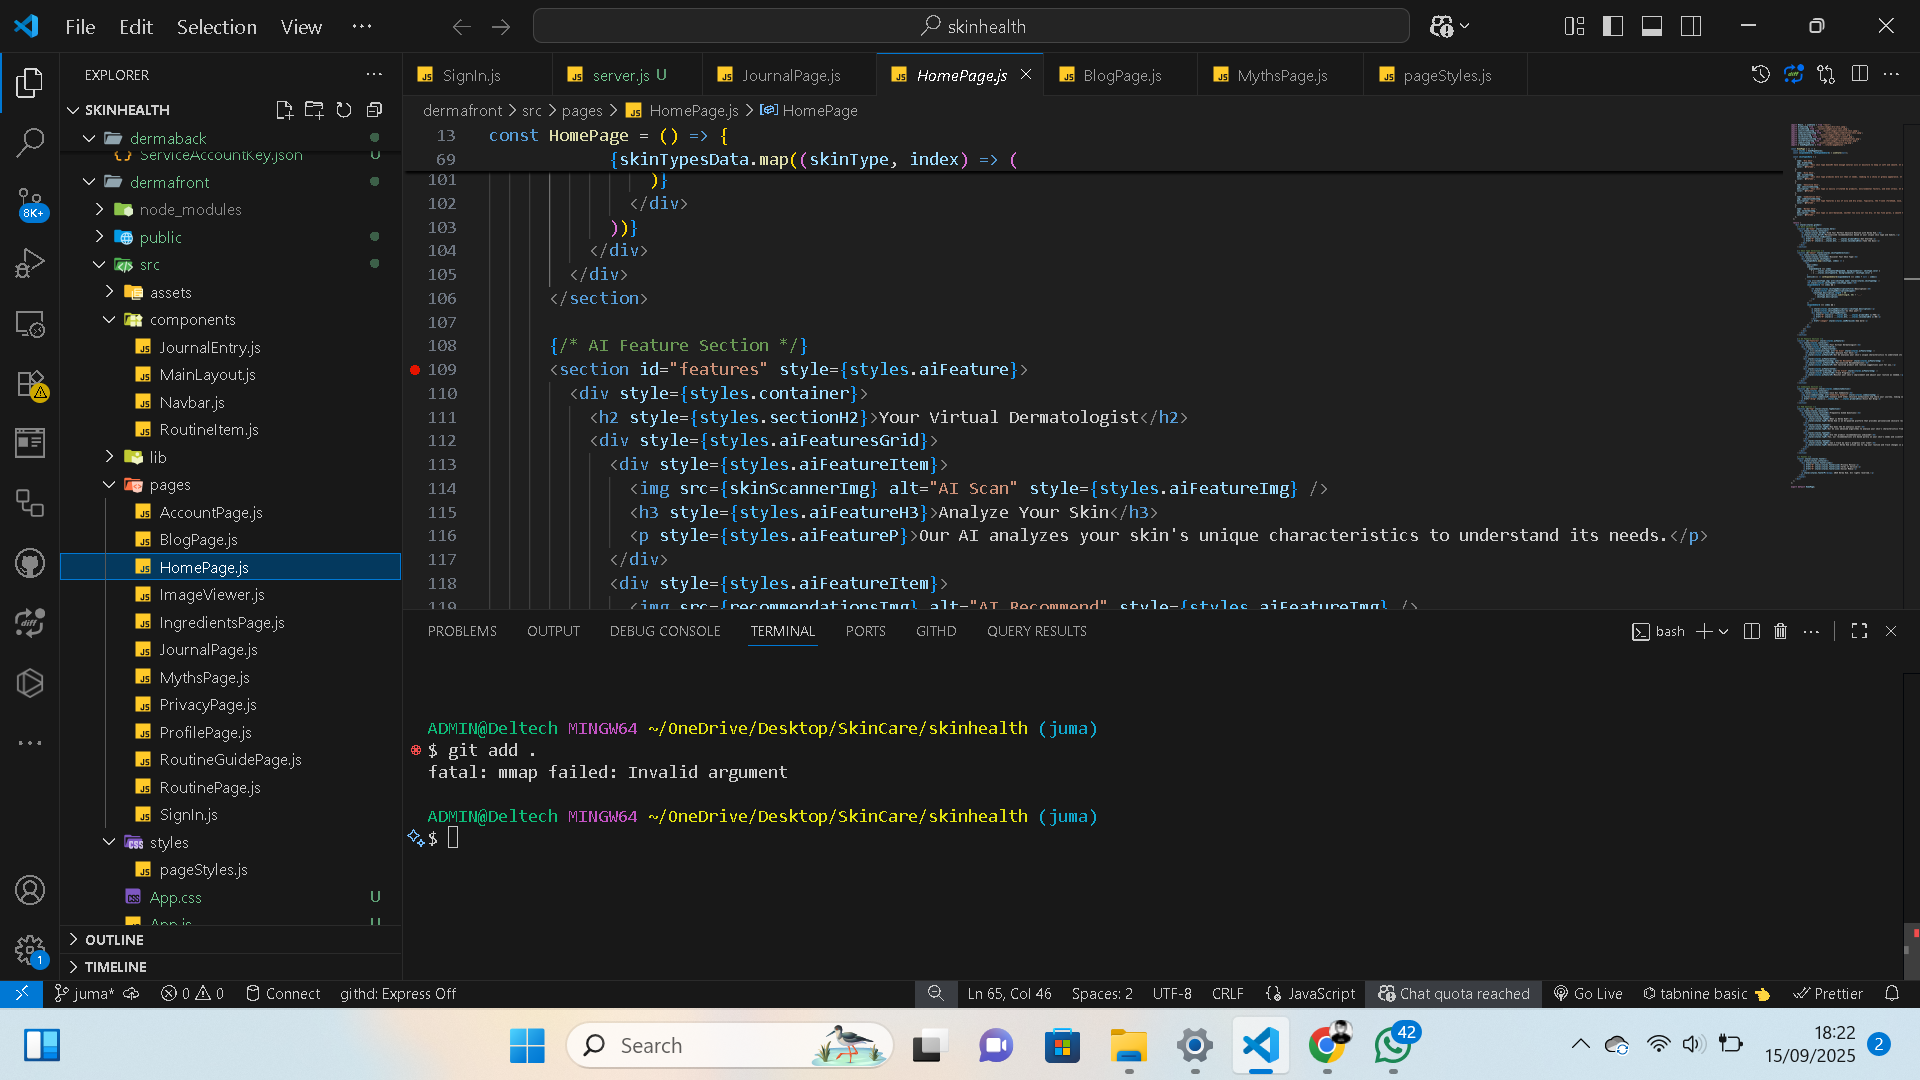 File Edit Selection View ···
skinhealth
EXPLORER
SKINHEALTH
dermaback
ServiceAccountKey.json U
dermafront
node_modules
public
src
assets
components
JournalEntry.js
MainLayout.js
Navbar.js
RoutineItem.js
lib
pages
AccountPage.js
BlogPage.js
HomePage.js
ImageViewer.js
IngredientsPage.js
JournalPage.js
MythsPage.js
PrivacyPage.js
ProfilePage.js
RoutineGuidePage.js
RoutinePage.js
SignIn.js
styles
pageStyles.js
App.css U
App.js U
OUTLINE
TIMELINE
8K+
1
SignIn.js
server.js U
JournalPage.js
HomePage.js
BlogPage.js
MythsPage.js
pageStyles.js
dermafront > src > pages > HomePage.js > HomePage
13 const HomePage = () => {
69 {skinTypesData.map((skinType, index) => (
101 )}
102 </div>
103 ))}
104 </div>
105 </div>
106 </section>
107
108 {/* AI Feature Section */}
109 <section id="features" style={styles.aiFeature}>
110 <div style={styles.container}>
111 <h2 style={styles.sectionH2}>Your Virtual Dermatologist</h2>
112 <div style={styles.aiFeaturesGrid}>
113 <div style={styles.aiFeatureItem}>
114 <img src={skinScannerImg} alt="AI Scan" style={styles.aiFeatureImg} />
115 <h3 style={styles.aiFeatureH3}>Analyze Your Skin</h3>
116 <p style={styles.aiFeatureP}>Our AI analyzes your skin's unique characteristics to understand its needs.</p>
117 </div>
118 <div style={styles.aiFeatureItem}>
119 <img src={recommendationsImg} alt="AI Recommend" style={styles.aiFeatureImg} />
PROBLEMS OUTPUT DEBUG CONSOLE TERMINAL PORTS GITHD QUERY RESULTS
bash
ADMIN@Deltech MINGW64 ~/OneDrive/Desktop/SkinCare/skinhealth (juma)
$ git add .
fatal: mmap failed: Invalid argument
ADMIN@Deltech MINGW64 ~/OneDrive/Desktop/SkinCare/skinhealth (juma)
$
juma* 0 0 Connect githd: Express Off
Ln 65, Col 46 Spaces: 2 UTF-8 CRLF JavaScript Chat quota reached Go Live tabnine basic Prettier
Search
42
18:22
15/09/2025
2